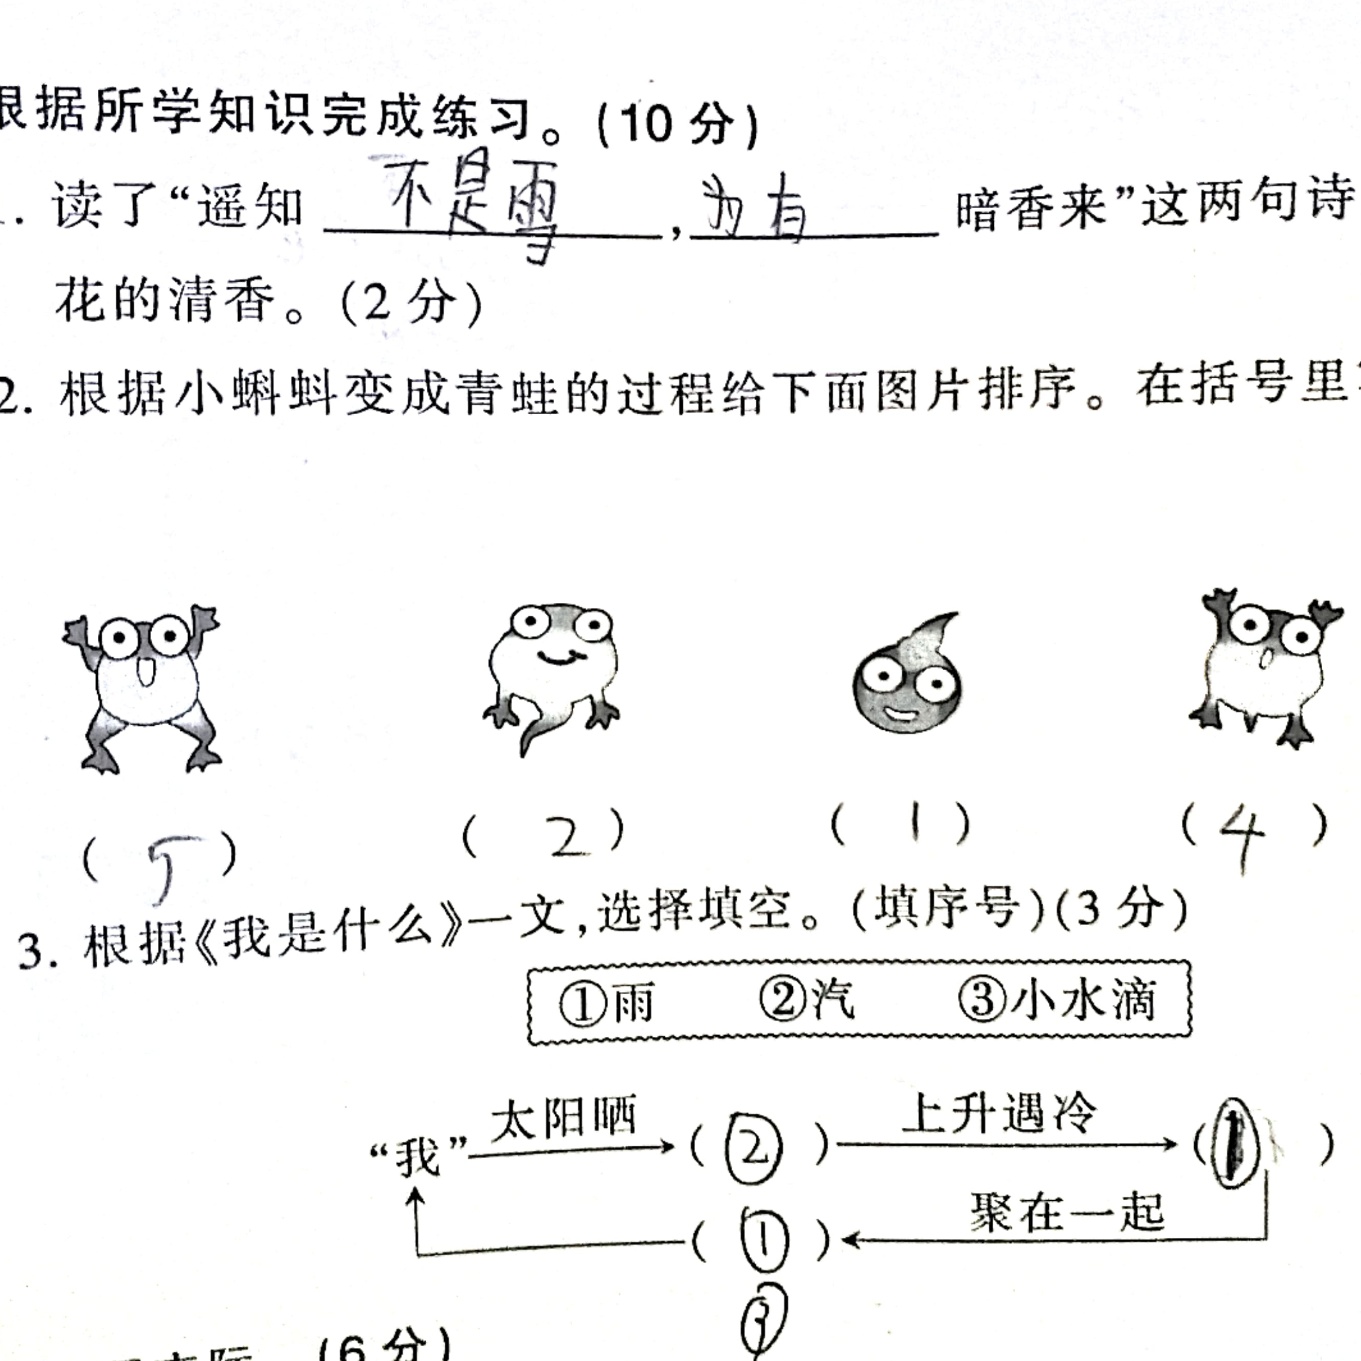 根据所学知识完成练习。(10 分)
1. 读了“遥知 不是雪 , 为有 暗香来”这两句诗
花的清香。(2 分)
2. 根据小蝌蚪变成青蛙的过程给下面图片排序。在括号里
( 5 ) ( 2 ) ( 1 ) ( 4 )
3. 根据《我是什么》一文,选择填空。(填序号)(3 分)
①雨 ②汽 ③小水滴
太阳晒 上升遇冷
“我” ( ② ) ( ① )
聚在一起
( ① )
③
(6 分)